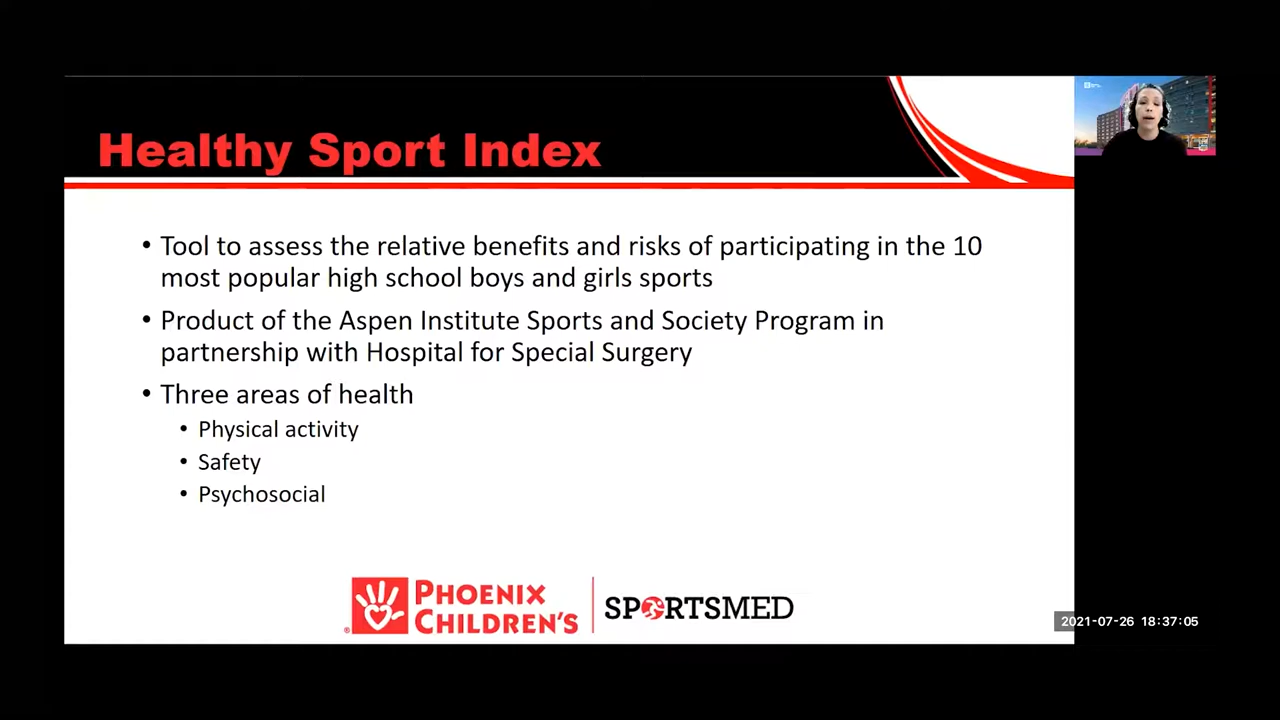 Healthy Sport Index
• Tool to assess the relative benefits and risks of participating in the 10
most popular high school boys and girls sports
• Product of the Aspen Institute Sports and Society Program in
partnership with Hospital for Special Surgery
• Three areas of health
• Physical activity
• Safety
• Psychosocial
PHOENIX
CHILDREN'S
®
SPORTSMED
2021-07-26 18:37:05